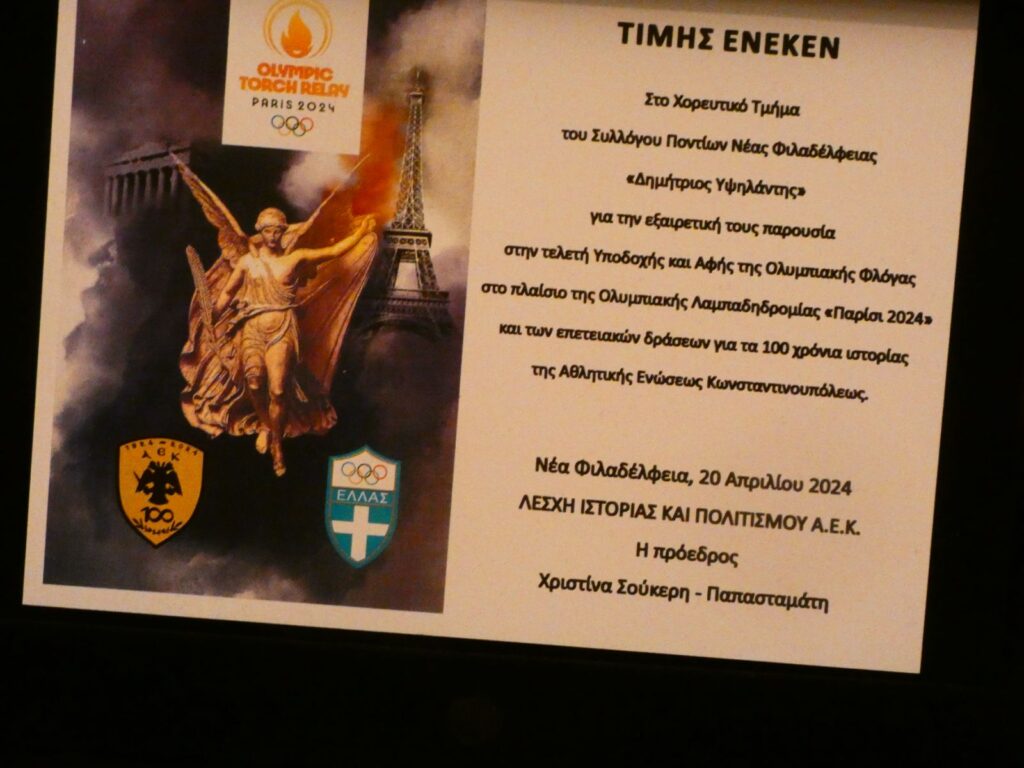 OLYMPIC
TORCH RELAY
PARIS 2024
1924 - 2024
Α Ε Κ
100
ΕΛΛΑΣ
ΤΙΜΗΣ ΕΝΕΚΕΝ
Στο Χορευτικό Τμήμα
του Συλλόγου Ποντίων Νέας Φιλαδέλφειας
«Δημήτριος Υψηλάντης»
για την εξαιρετική τους παρουσία
στην τελετή Υποδοχής και Αφής της Ολυμπιακής Φλόγας
στο πλαίσιο της Ολυμπιακής Λαμπαδηδρομίας «Παρίσι 2024»
και των επετειακών δράσεων για τα 100 χρόνια ιστορίας
της Αθλητικής Ενώσεως Κωνσταντινουπόλεως.
Νέα Φιλαδέλφεια, 20 Απριλίου 2024
ΛΕΣΧΗ ΙΣΤΟΡΙΑΣ ΚΑΙ ΠΟΛΙΤΙΣΜΟΥ Α.Ε.Κ.
Η πρόεδρος
Χριστίνα Σούκερη - Παπασταμάτη